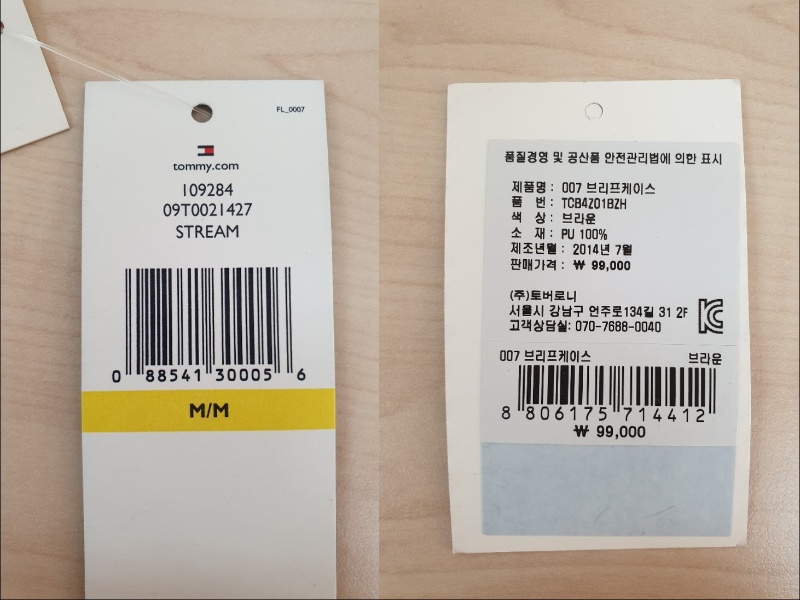 FL_0007
tommy.com
109284
09T0021427
STREAM
0 88541 30005 6
M/M
품질경영 및 공산품 안전관리법에 의한 표시
제품명 : 007 브리프케이스
품 번 : TCB4Z01BZH
색 상 : 브라운
소 재 : PU 100%
제조년월 : 2014년 7월
판매가격 : ₩ 99,000
(주)토버로니
서울시 강남구 언주로134길 31 2F
고객상담실: 070-7688-0040
007 브리프케이스 브라운
8 806175 714412
₩ 99,000